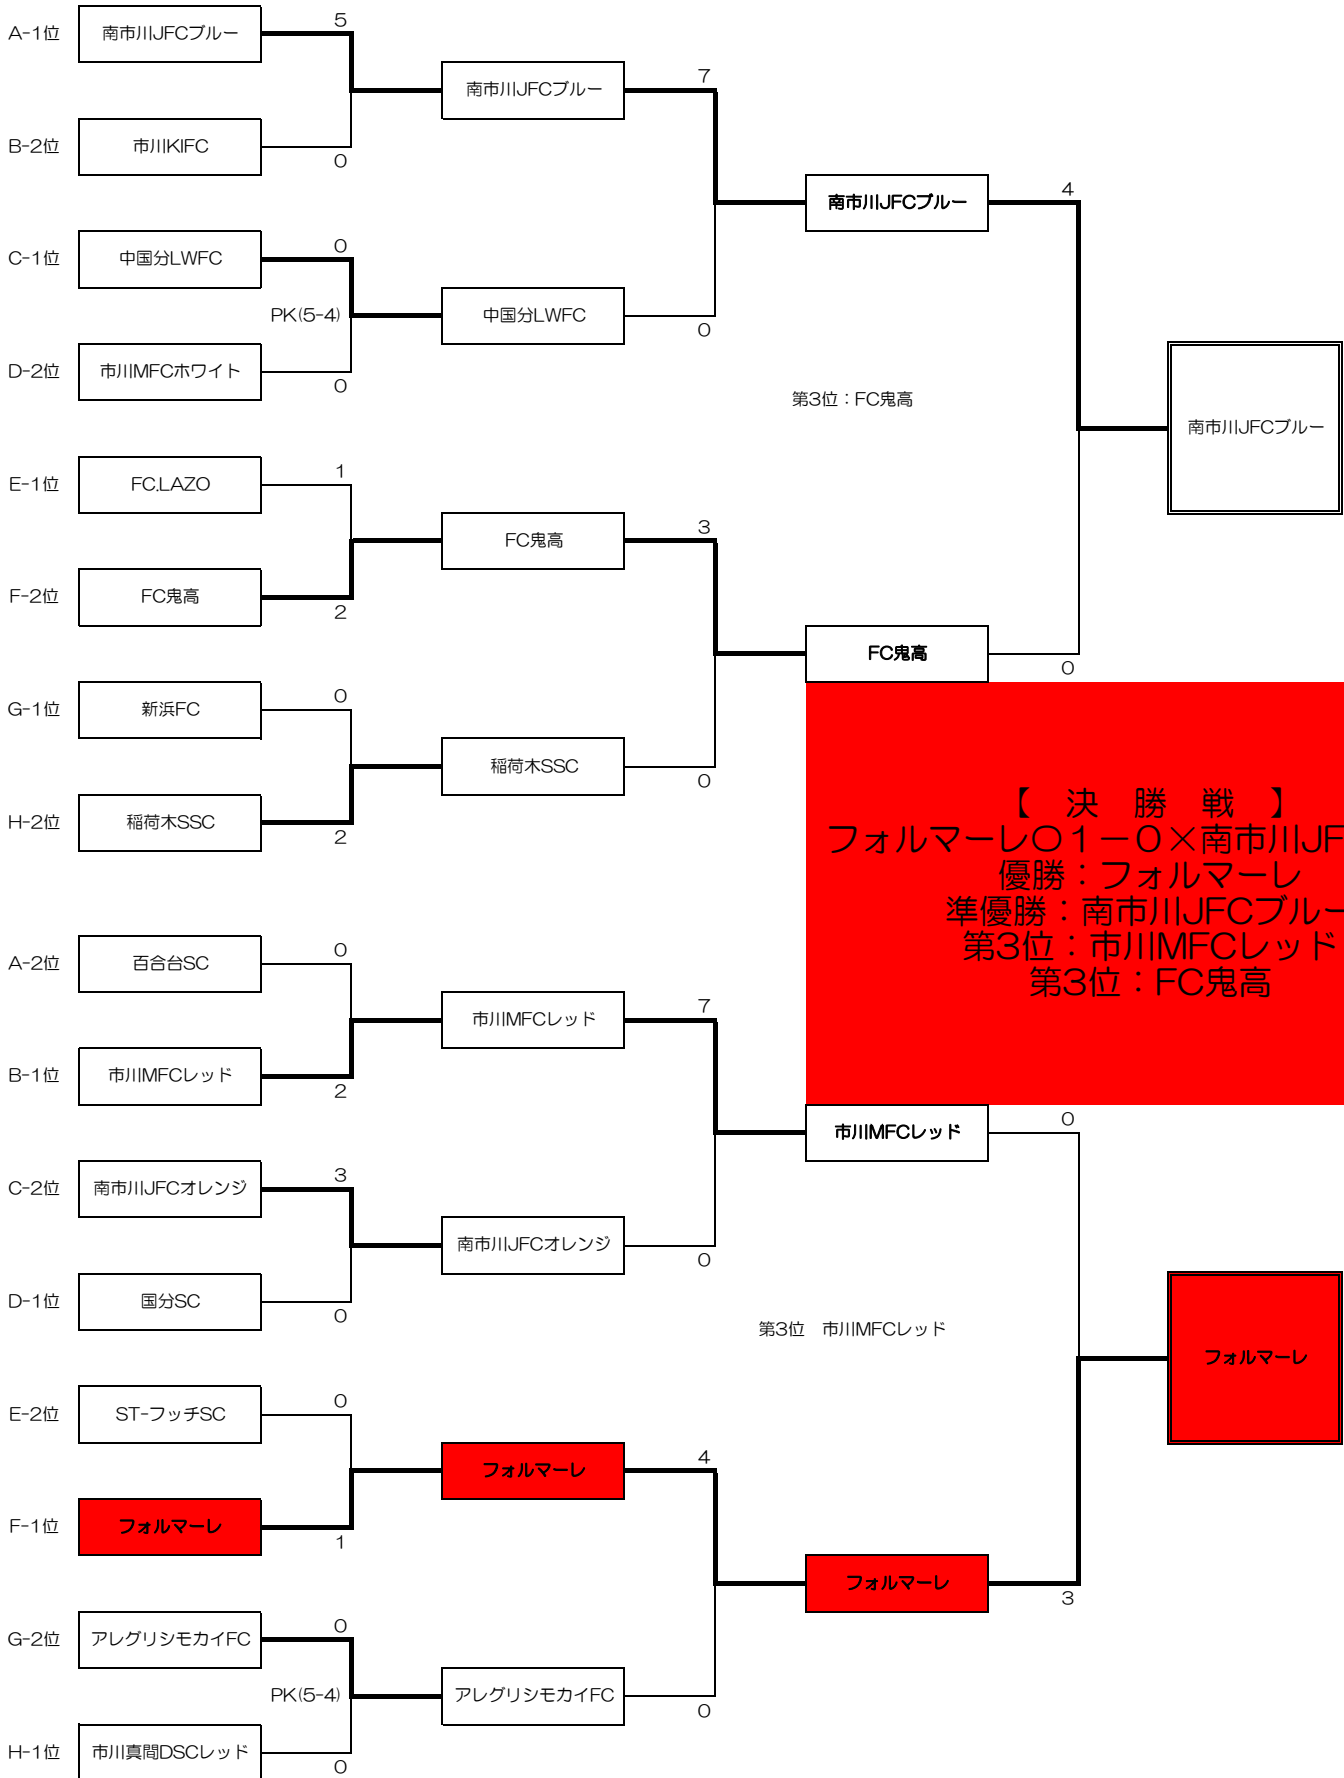 A-1位
南市川JFCブルー
5
B-2位
市川KIFC
0
南市川JFCブルー
7
C-1位
中国分LWFC
0
PK(5-4)
D-2位
市川MFCホワイト
0
中国分LWFC
0
南市川JFCブルー
4
第3位：FC鬼高
南市川JFCブルー
E-1位
FC.LAZO
1
F-2位
FC鬼高
2
FC鬼高
3
G-1位
新浜FC
0
H-2位
稲荷木SSC
2
稲荷木SSC
0
FC鬼高
0
【　決　勝　戦　】
フォルマーレ〇１－０×南市川JF
優勝：フォルマーレ
準優勝：南市川JFCブルー
第3位：市川MFCレッド
第3位：FC鬼高
A-2位
百合台SC
0
B-1位
市川MFCレッド
2
市川MFCレッド
7
C-2位
南市川JFCオレンジ
3
D-1位
国分SC
0
南市川JFCオレンジ
0
市川MFCレッド
0
第3位　市川MFCレッド
フォルマーレ
E-2位
ST-フッチSC
0
F-1位
フォルマーレ
1
フォルマーレ
4
G-2位
アレグリシモカイFC
0
PK(5-4)
H-1位
市川真間DSCレッド
0
アレグリシモカイFC
0
フォルマーレ
3